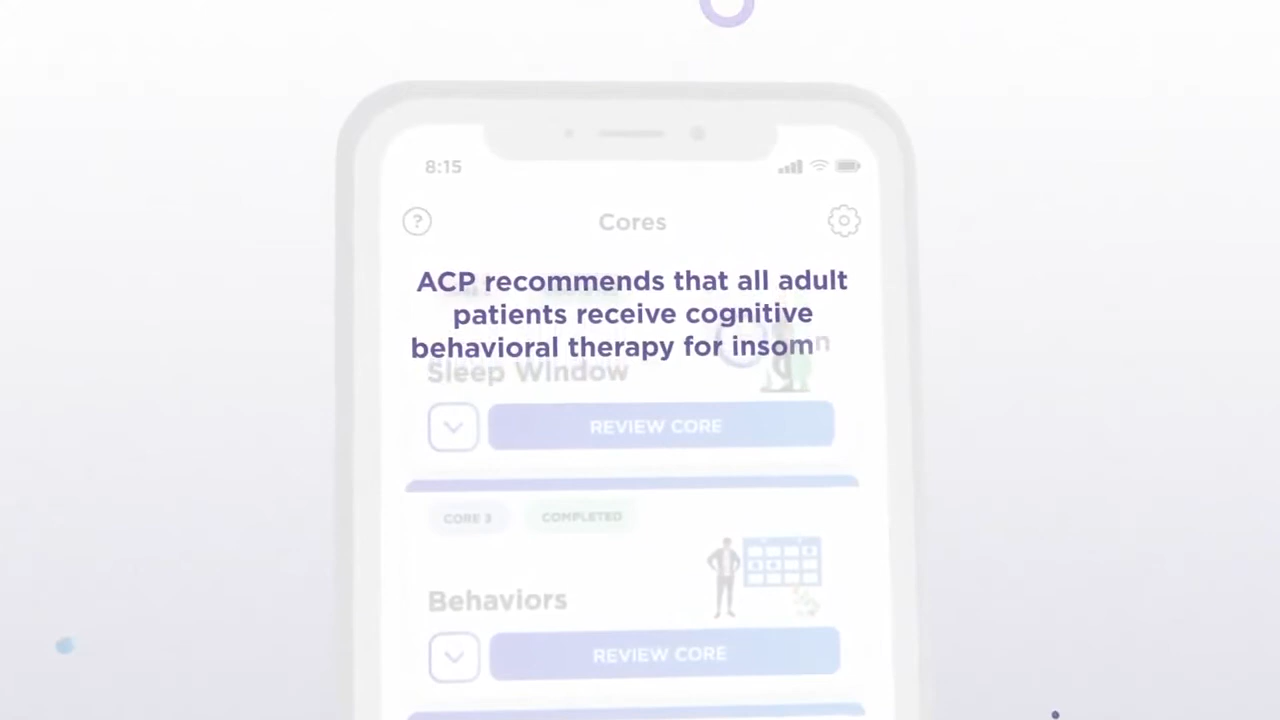 8:15
? Cores
ACP recommends that all adult
patients receive cognitive
behavioral therapy for insomn
Sleep Window
REVIEW CORE
CORE 3 COMPLETED
Behaviors
REVIEW CORE